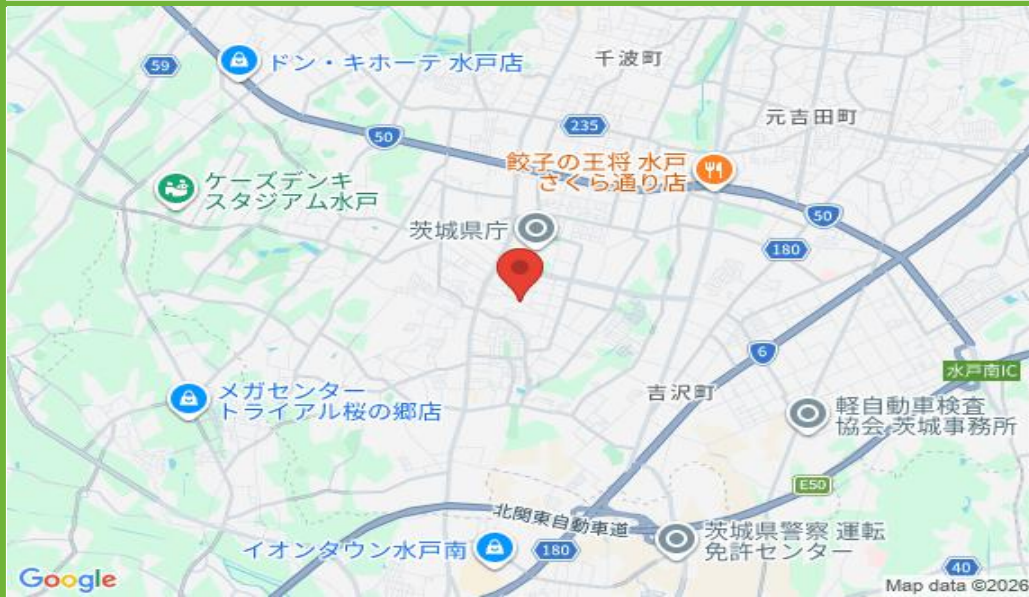 59
ドン・キホーテ 水戸店
千波町
元吉田町
50
235
餃子の王将 水戸
さくら通り店
ケーズデンキ
スタジアム水戸
茨城県庁
50
180
6
水戸南IC
メガセンター
トライアル桜の郷店
吉沢町
軽自動車検査
協会 茨城事務所
E50
北関東自動車道
茨城県警察 運転
免許センター
イオンタウン水戸南
180
40
Google
Map data ©2026